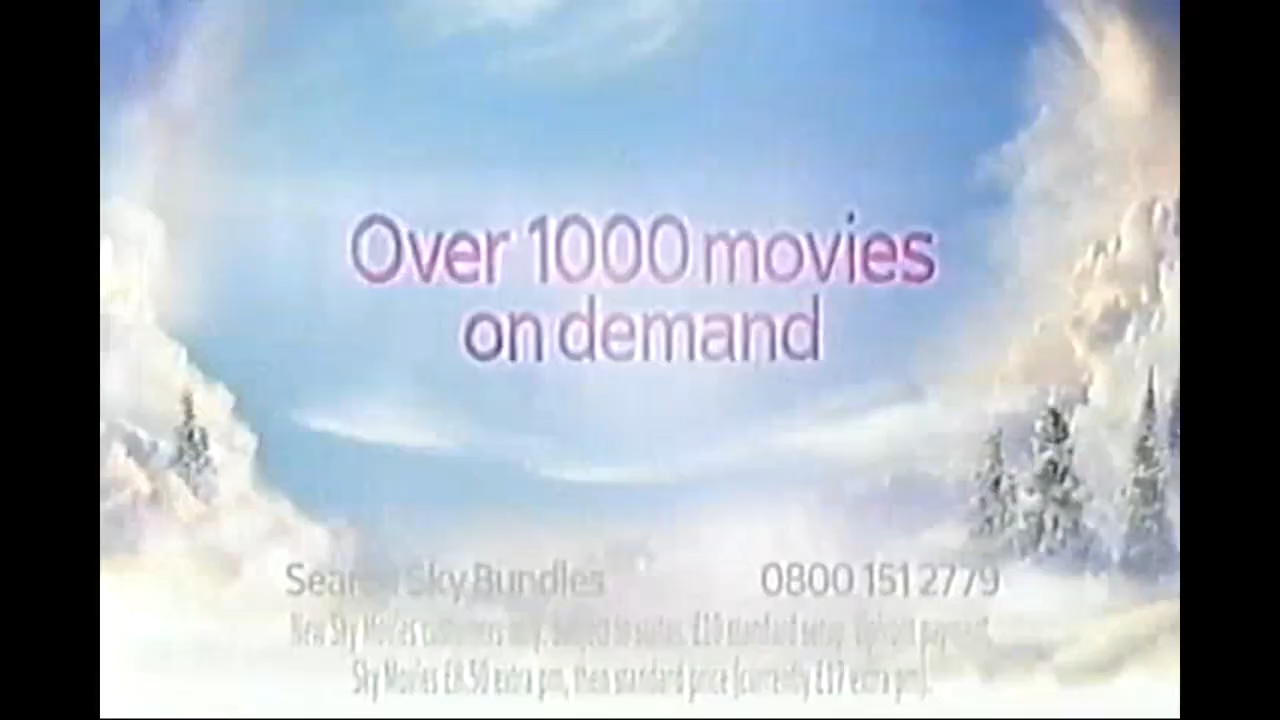 Over 1000 movies
on demand
Search Sky Bundles 0800 151 2779
New Sky Movies customers only. Subject to status. £10 standard setup. Upfront payment.
Sky Movies £8.50 extra pm, then standard price (currently £17 extra pm).